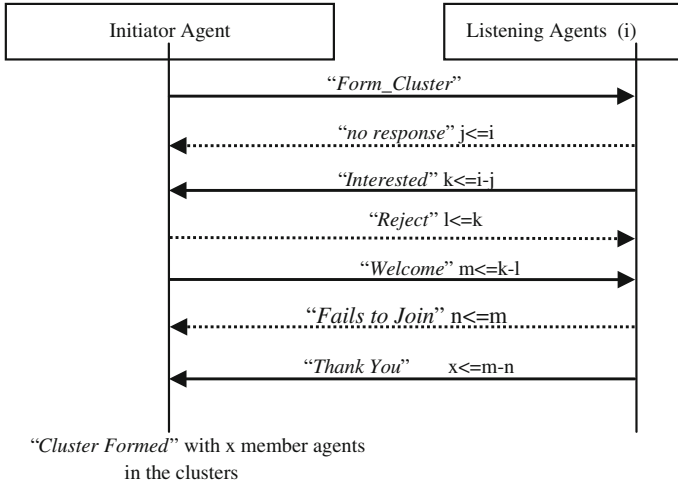 Initiator Agent
Listening Agents (i)
“Form_Cluster”
“no response” j<=i
“Interested” k<=i-j
“Reject” l<=k
“Welcome” m<=k-l
“Fails to Join” n<=m
“Thank You” x<=m-n
“Cluster Formed” with x member agents
in the clusters